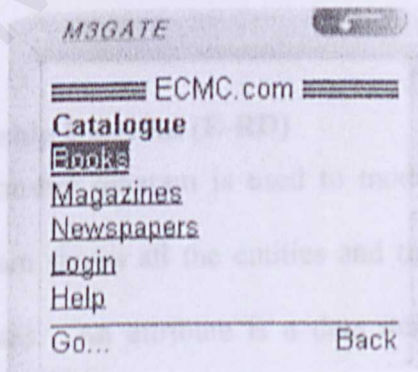 M3GATE
ECMC.com
Catalogue
Books
Magazines
Newspapers
Login
Help
Go... Back